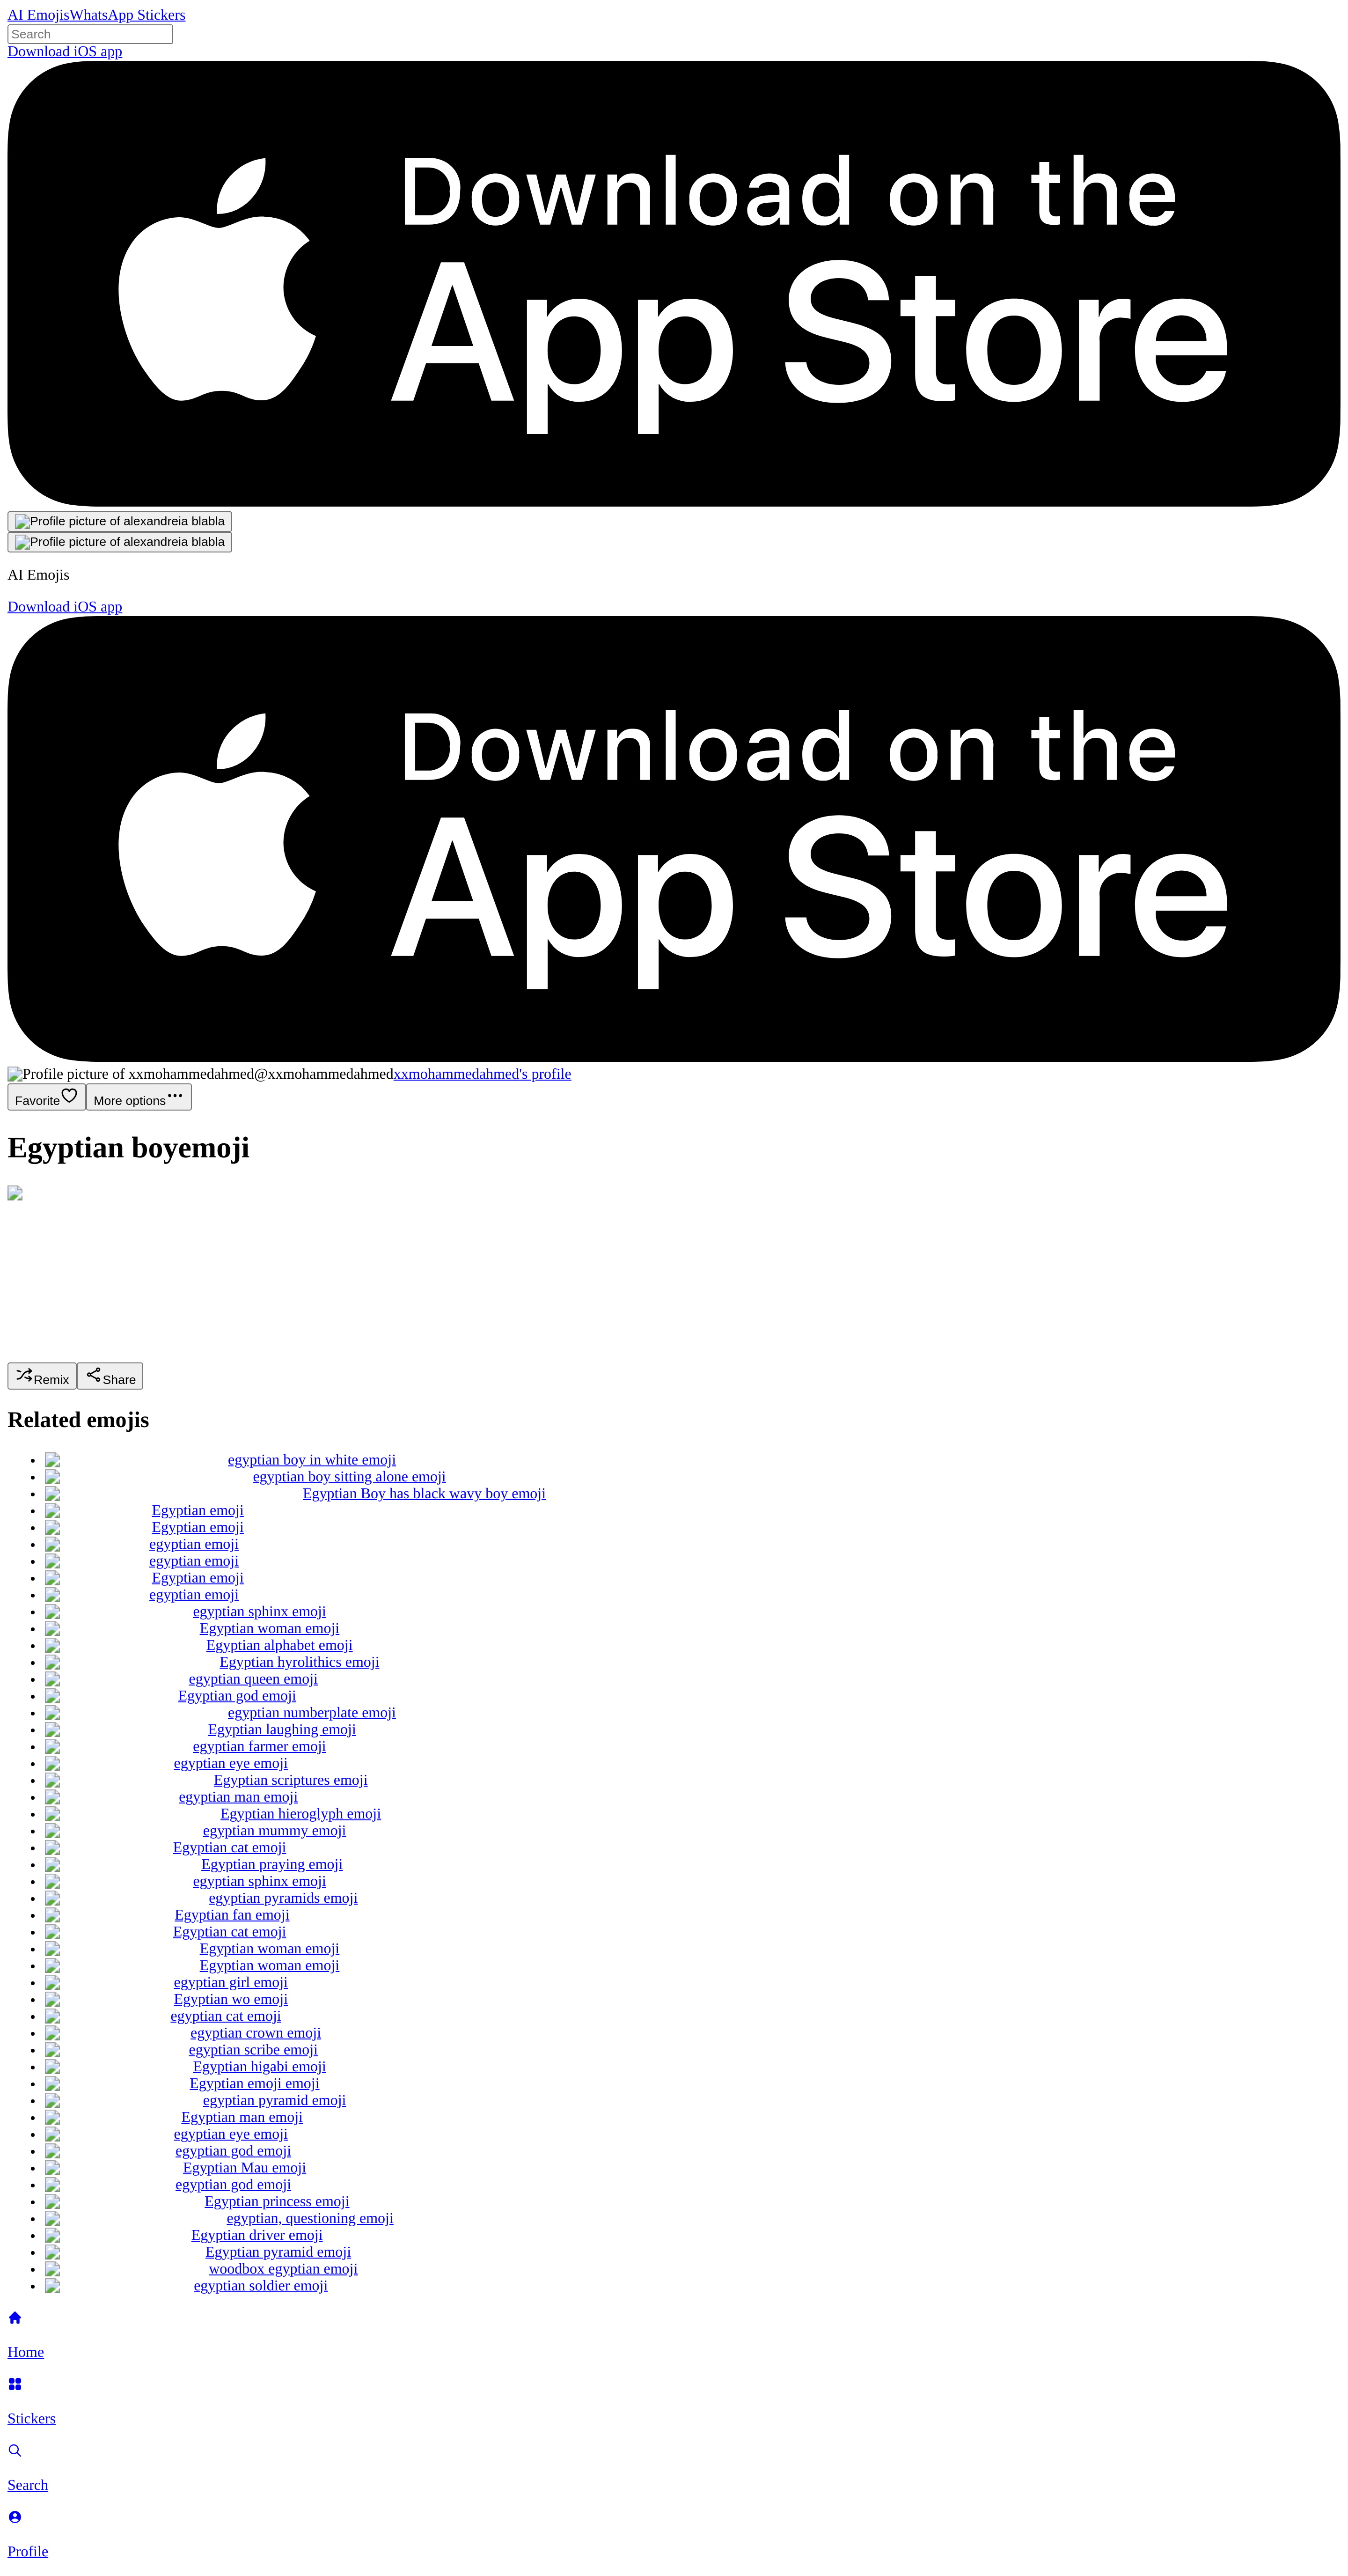 AI EmojisWhatsApp Stickers
Search
Download iOS app
Download on the
App Store
Profile picture of alexandreia blabla
Profile picture of alexandreia blabla
AI Emojis
Download iOS app
Download on the
App Store
Profile picture of xxmohammedahmed@xxmohammedahmedxxmohammedahmed's profile
Favorite More options
Egyptian boyemoji
Remix Share
Related emojis
egyptian boy in white emoji
egyptian boy sitting alone emoji
Egyptian Boy has black wavy boy emoji
Egyptian emoji
Egyptian emoji
egyptian emoji
egyptian emoji
Egyptian emoji
egyptian emoji
egyptian sphinx emoji
Egyptian woman emoji
Egyptian alphabet emoji
Egyptian hyrolithics emoji
egyptian queen emoji
Egyptian god emoji
egyptian numberplate emoji
Egyptian laughing emoji
egyptian farmer emoji
egyptian eye emoji
Egyptian scriptures emoji
egyptian man emoji
Egyptian hieroglyph emoji
egyptian mummy emoji
Egyptian cat emoji
Egyptian praying emoji
egyptian sphinx emoji
egyptian pyramids emoji
Egyptian fan emoji
Egyptian cat emoji
Egyptian woman emoji
Egyptian woman emoji
egyptian girl emoji
Egyptian wo emoji
egyptian cat emoji
egyptian crown emoji
egyptian scribe emoji
Egyptian higabi emoji
Egyptian emoji emoji
egyptian pyramid emoji
Egyptian man emoji
egyptian eye emoji
egyptian god emoji
Egyptian Mau emoji
egyptian god emoji
Egyptian princess emoji
egyptian, questioning emoji
Egyptian driver emoji
Egyptian pyramid emoji
woodbox egyptian emoji
egyptian soldier emoji
Home
Stickers
Search
Profile